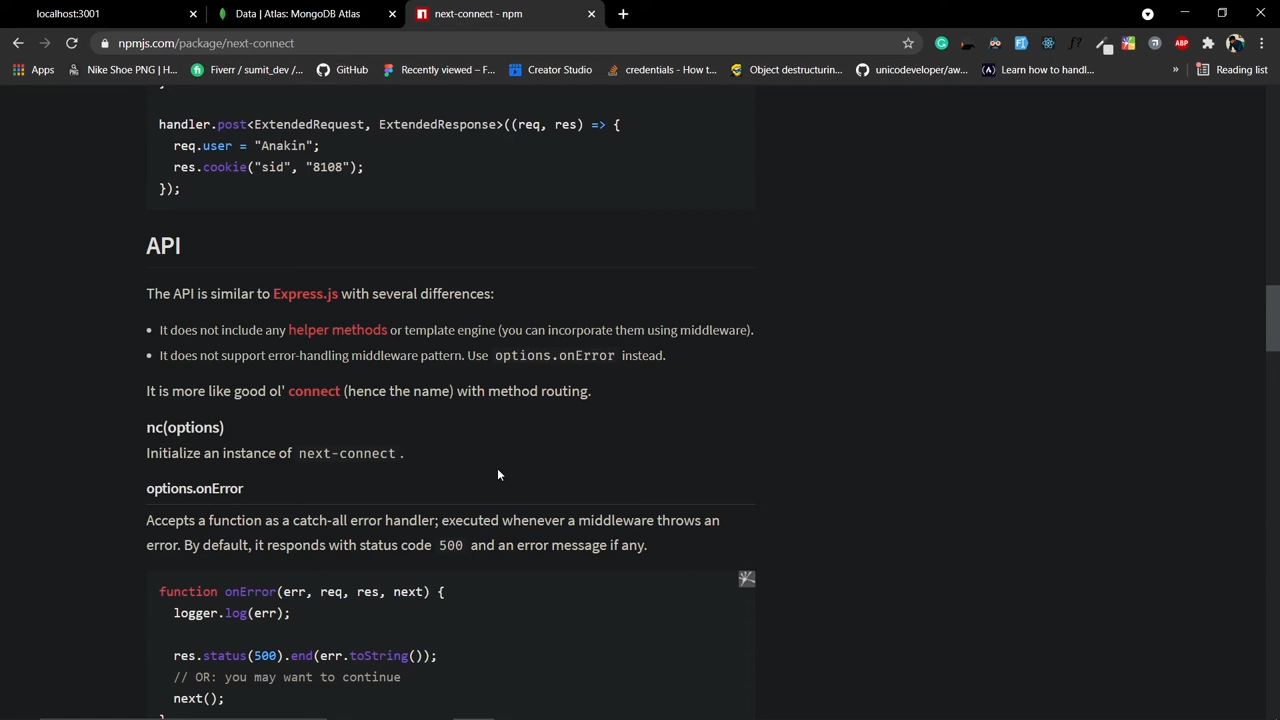 localhost:3001
Data | Atlas: MongoDB Atlas
next-connect - npm
npmjs.com/package/next-connect
Apps
Nike Shoe PNG | H...
Fiverr / sumit_dev /...
GitHub
Recently viewed – F...
Creator Studio
credentials - How t...
Object destructurin...
unicodeveloper/aw...
Learn how to handl...
»
Reading list
handler.post<ExtendedRequest, ExtendedResponse>((req, res) => {
req.user = "Anakin";
res.cookie("sid", "8108");
});
API
The API is similar to Express.js with several differences:
• It does not include any helper methods or template engine (you can incorporate them using middleware).
• It does not support error-handling middleware pattern. Use options.onError instead.
It is more like good ol' connect (hence the name) with method routing.
nc(options)
Initialize an instance of next-connect.
options.onError
Accepts a function as a catch-all error handler; executed whenever a middleware throws an
error. By default, it responds with status code 500 and an error message if any.
function onError(err, req, res, next) {
logger.log(err);
res.status(500).end(err.toString());
// OR: you may want to continue
next();